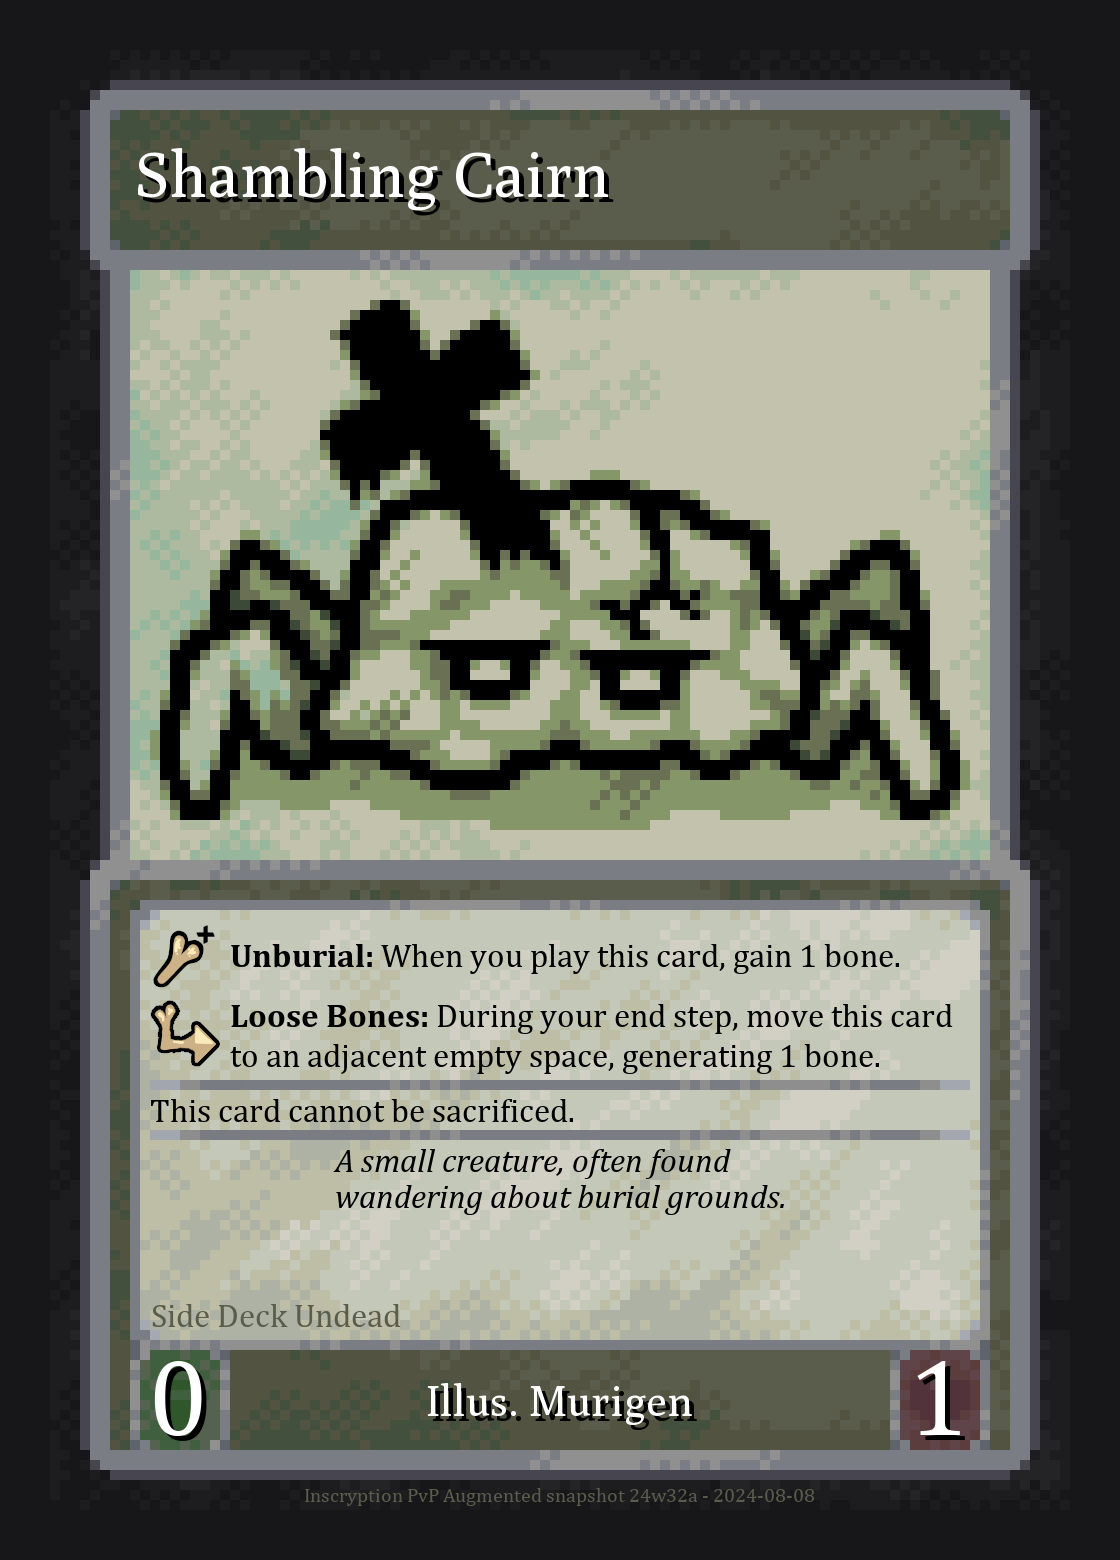 Shambling Cairn
Unburial: When you play this card, gain 1 bone.
Loose Bones: During your end step, move this card
to an adjacent empty space, generating 1 bone.
This card cannot be sacrificed.
A small creature, often found
wandering about burial grounds.
Side Deck Undead
0
Illus. Murigen
1
Inscryption PvP Augmented snapshot 24w32a - 2024-08-08